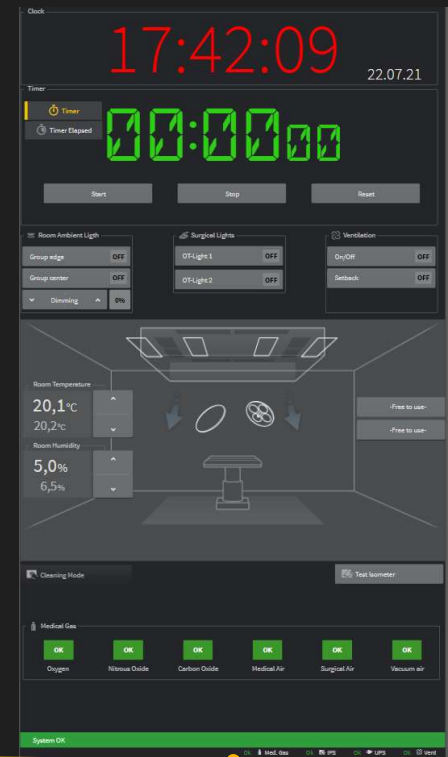 Clock
17:42:09
22.07.21
Timer
Timer
Timer Elapsed
00:00 00
Start Stop Reset
Room Ambient Ligth
Group edge OFF
Group center OFF
Dimming 0%
Surgical Lights
OT-Light 1 OFF
OT-Light 2 OFF
Ventilation
On/Off OFF
Setback OFF
Room Temperature
20,1°C
20,2°C
Room Humidity
5,0%
6,5%
-Free to use-
-Free to use-
Cleaning Mode
Test Isometer
Medical Gas
OK OK OK OK OK OK
Oxygen Nitrous Oxide Carbon Oxide Medical Air Surgical Air Vacuum air
System OK
Ok Med. Gas Ok IPS Ok UPS Ok Vent